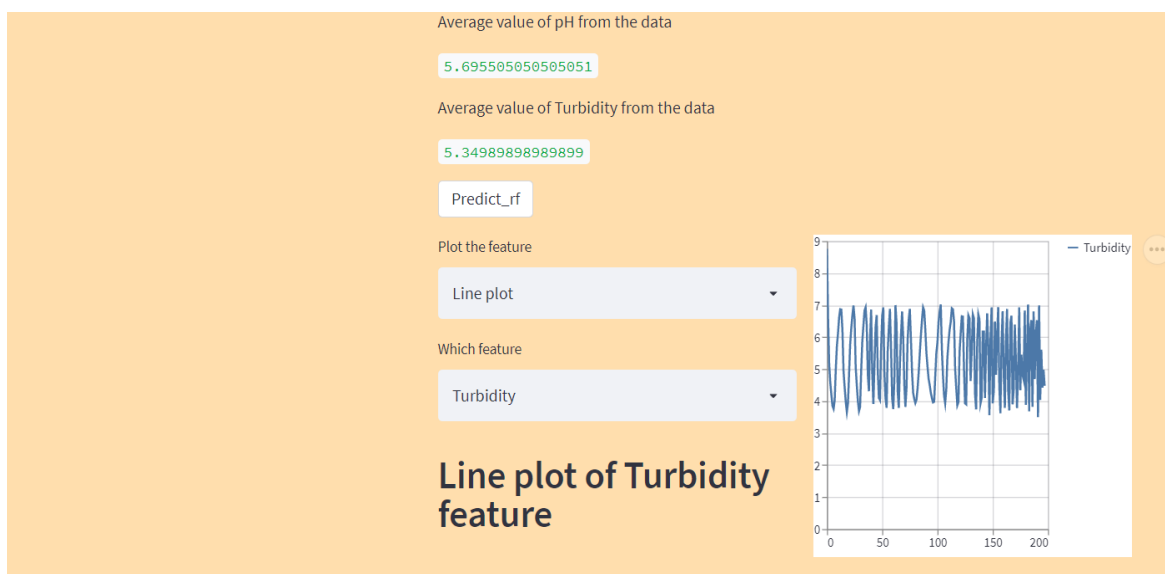 Average value of pH from the data
5.695505050505051
Average value of Turbidity from the data
5.34989898989899
Predict_rf
Plot the feature
Line plot
Which feature
Turbidity
Line plot of Turbidity
feature
9
8
7
6
5
4
3
2
1
0
0 50 100 150 200
Turbidity